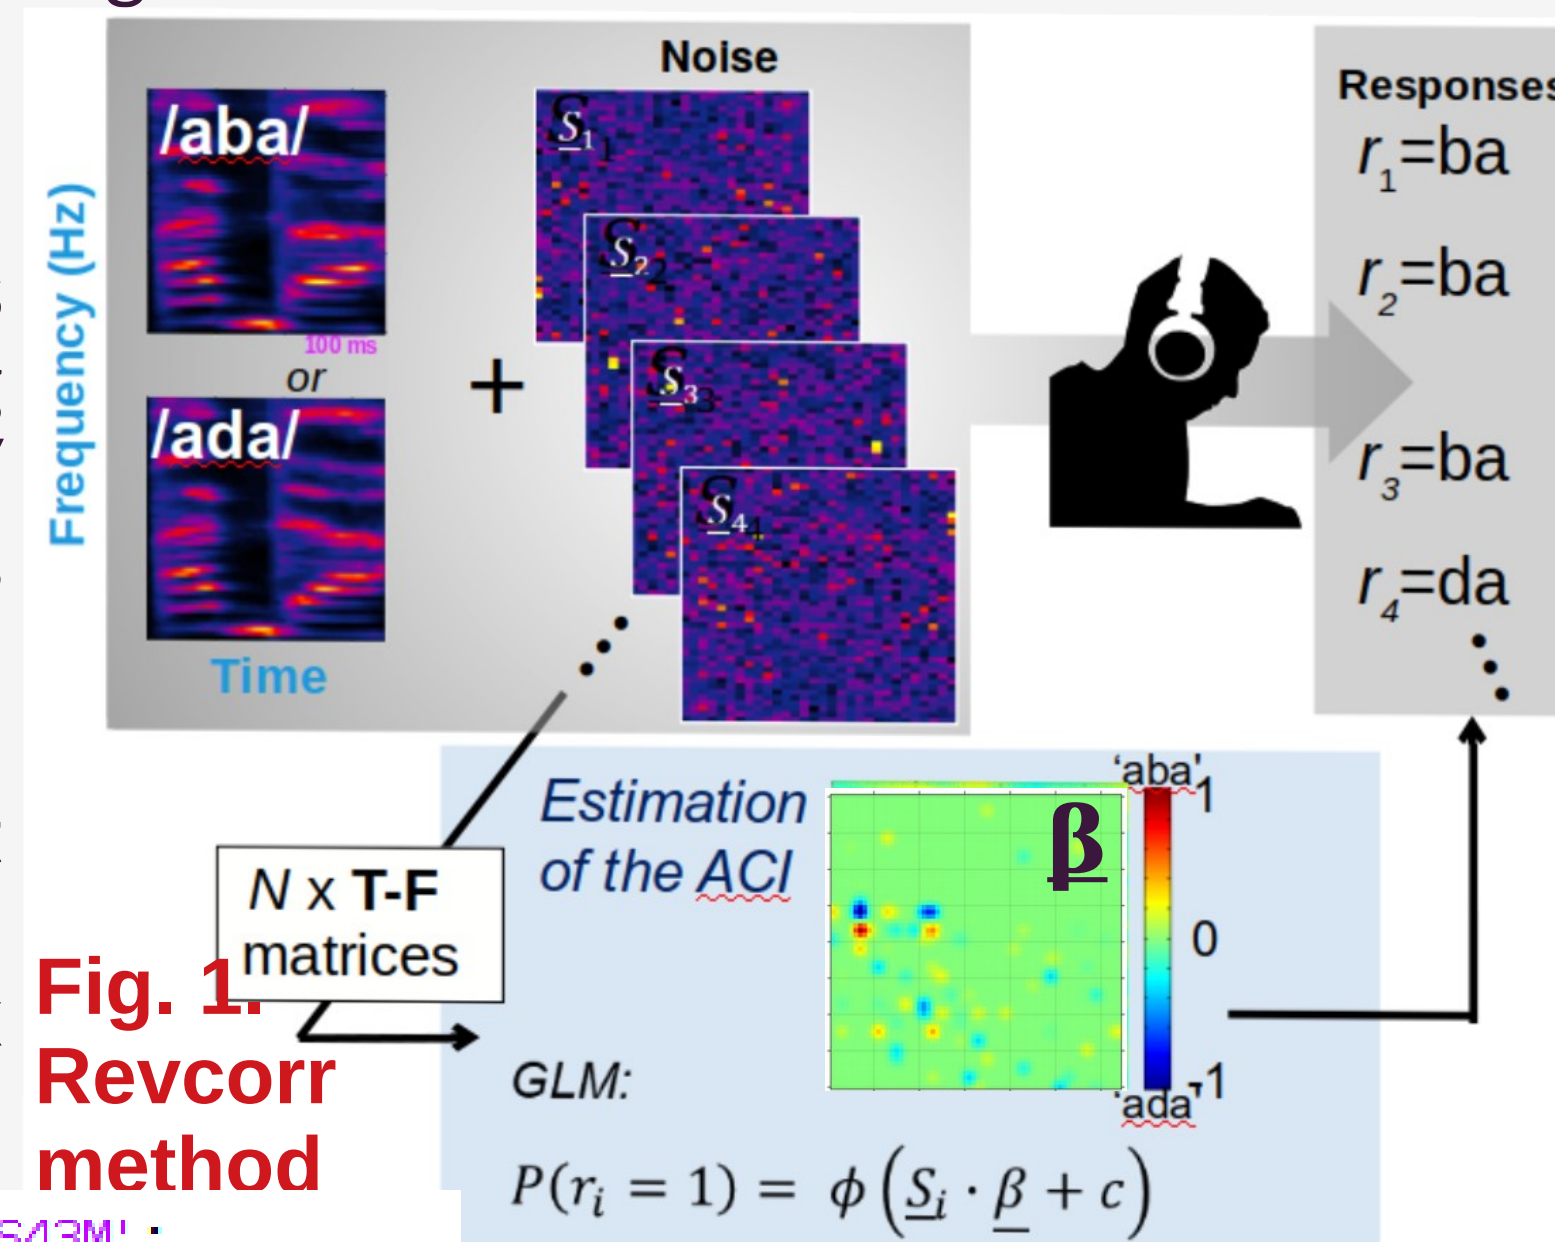 Noise
Responses
/aba/
S1
r1=ba
S2
r2=ba
100 ms
or
+
S3
/ada/
r3=ba
Frequency (Hz)
S4
r4=da
Time
Estimation
of the ACI
'aba'
1
β
0
-1
'ada'
N x T-F
matrices
Fig. 1.
Revcorr
method
GLM:
P(ri = 1) = ϕ(Si · β + c)
S43M' :